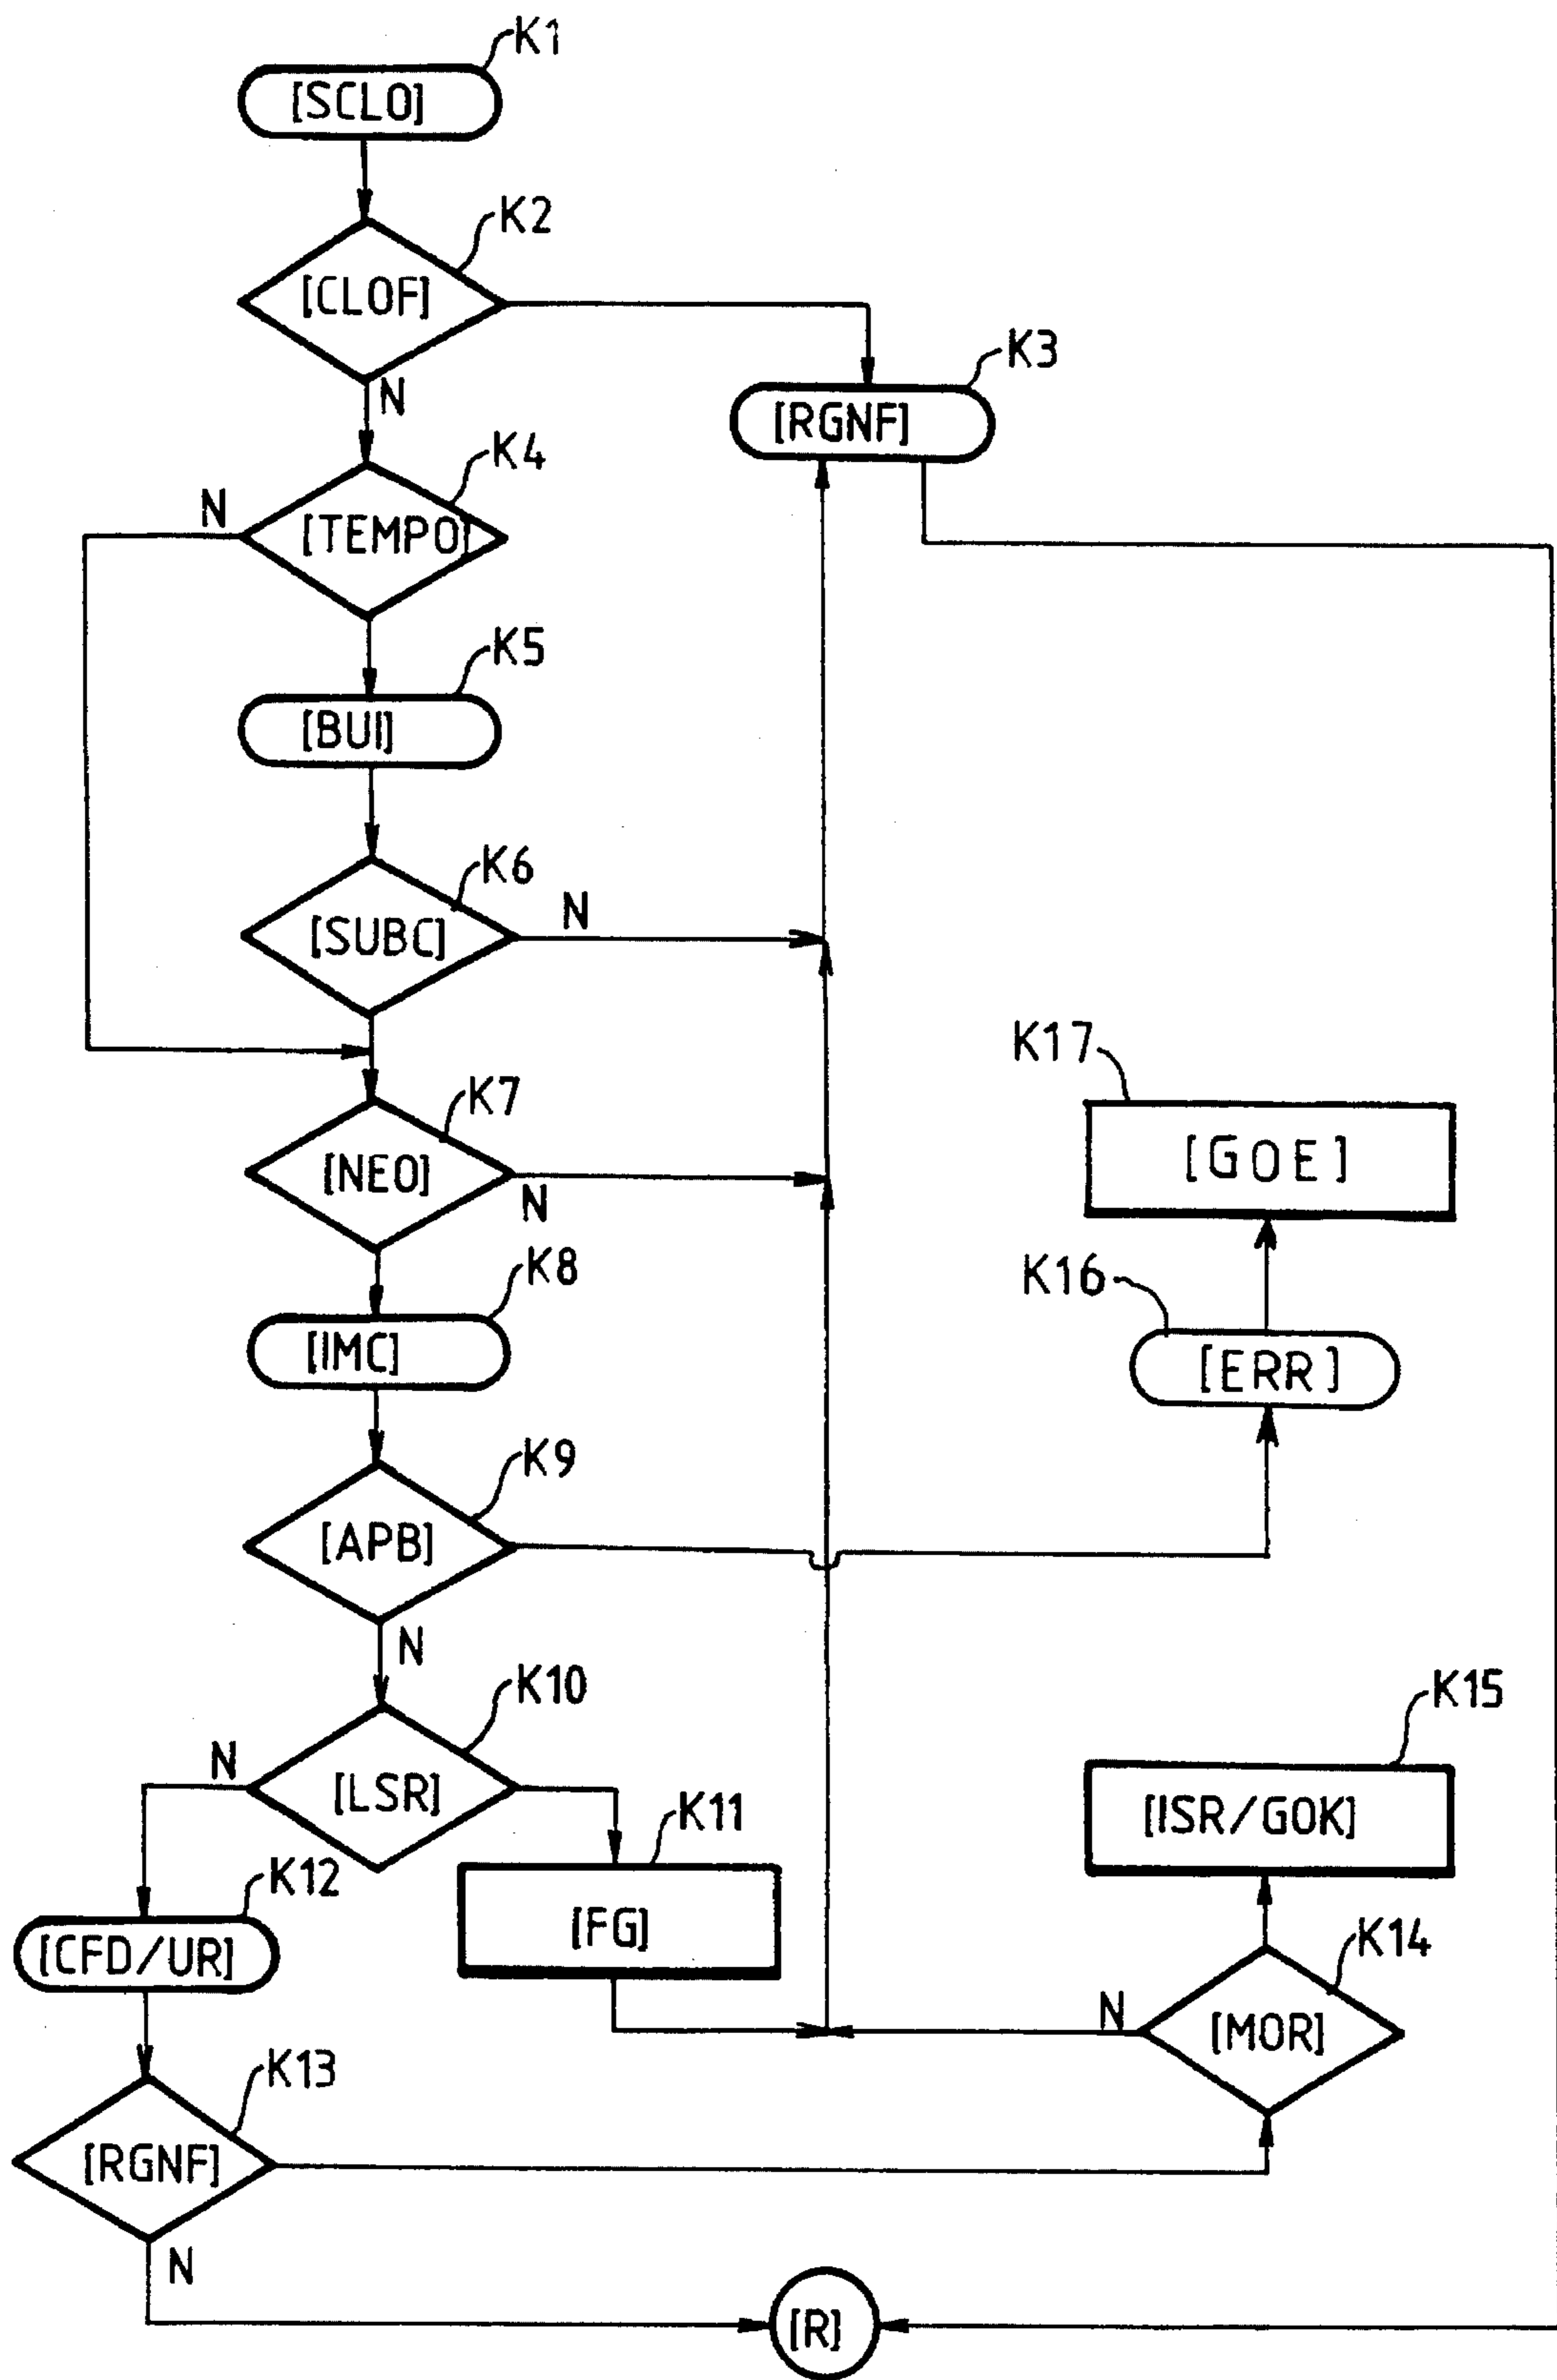 K1
[SCLO]
K2
[CLOF]
N
K3
[RGNF]
K4
N
[TEMPO]
K5
[BUI]
K6
[SUBC]
N
K7
[NEO]
N
K17
[GOE]
K8
[IMC]
K16
[ERR]
K9
[APB]
N
K10
N
[LSR]
K15
[ISR/GOK]
K11
[FG]
K12
[CFD/UR]
K14
N
[MOR]
K13
[RGNF]
N
[R]